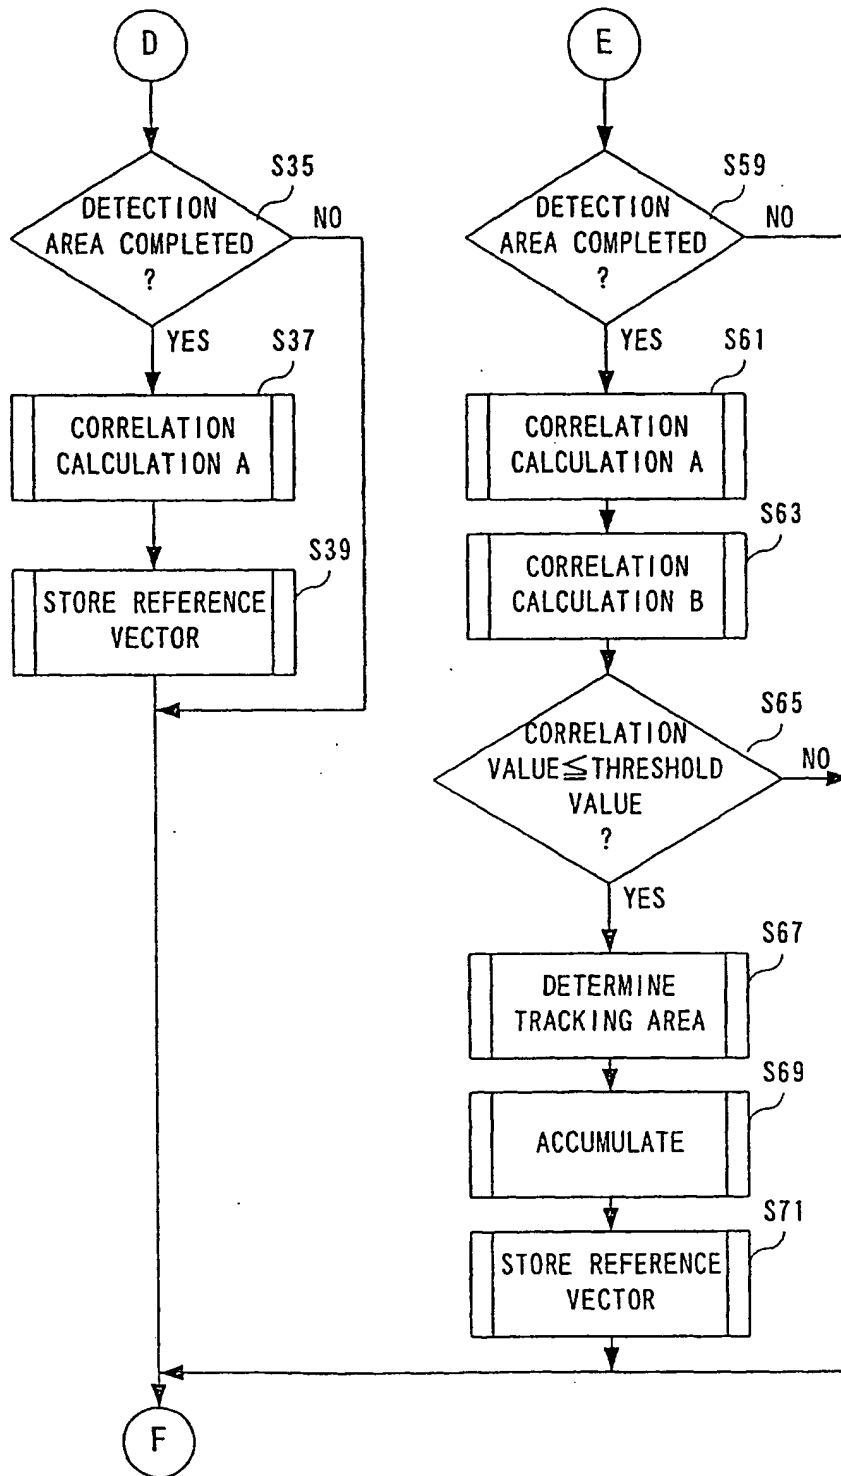 D
S35
DETECTION
AREA COMPLETED
?
NO
YES
S37
CORRELATION
CALCULATION A
S39
STORE REFERENCE
VECTOR
E
S59
DETECTION
AREA COMPLETED
?
NO
YES
S61
CORRELATION
CALCULATION A
S63
CORRELATION
CALCULATION B
S65
CORRELATION
VALUE≦THRESHOLD
VALUE
?
NO
YES
S67
DETERMINE
TRACKING AREA
S69
ACCUMULATE
S71
STORE REFERENCE
VECTOR
F